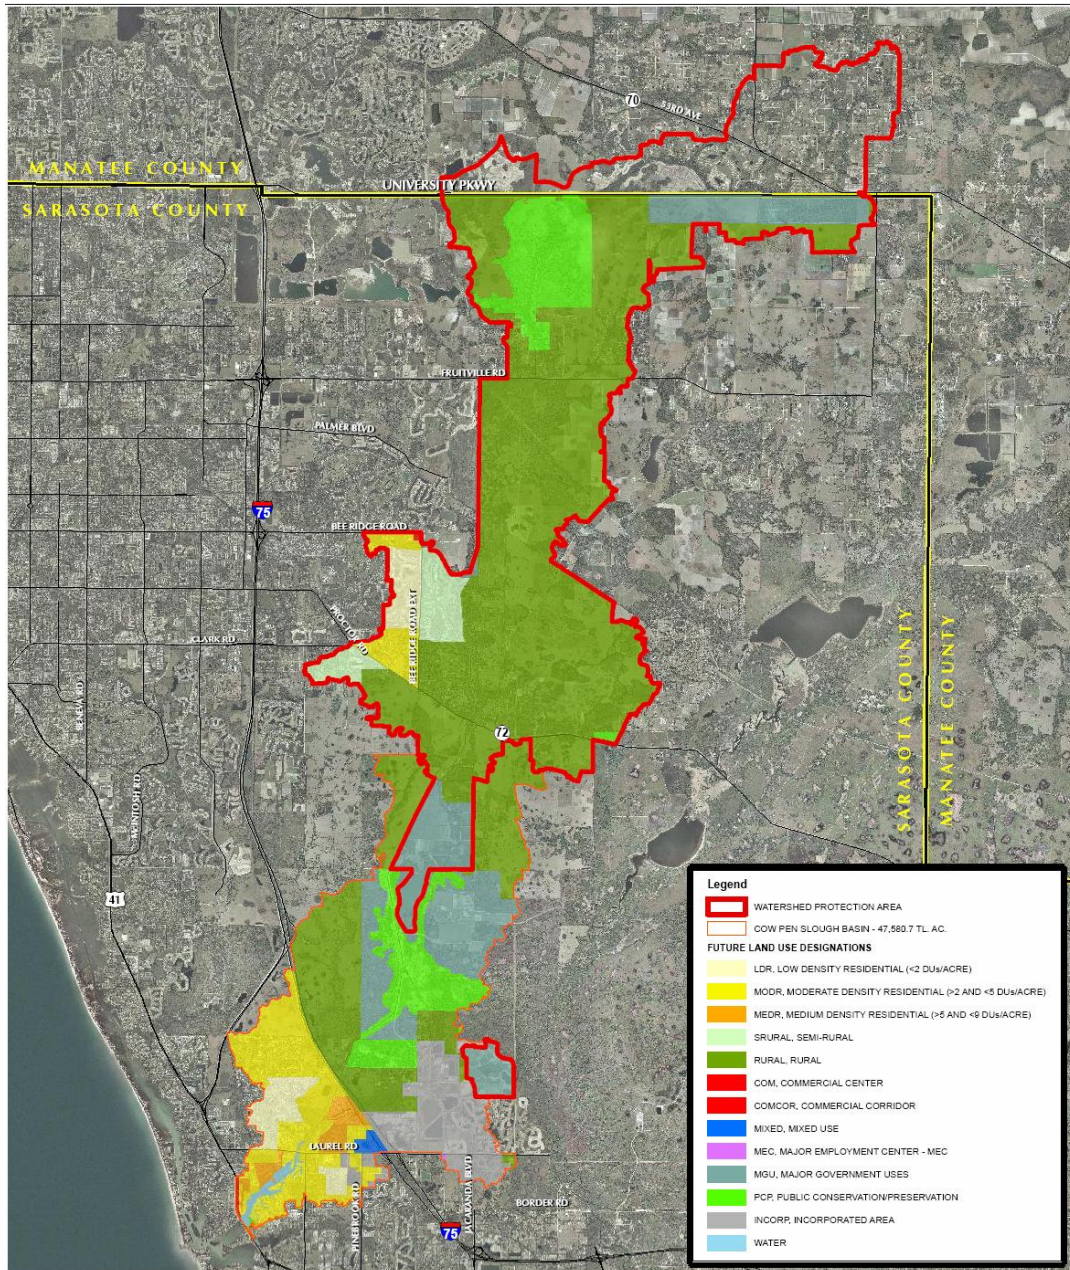 70
53RD AVE
MANATEE COUNTY
UNIVERSITY PKWY
SARASOTA COUNTY
FRUITVILLE RD
PALMER BLVD
75
BEE RIDGE ROAD
BEE RIDGE ROAD EXT
PROCTOR RD
CLARK RD
BENEVA RD
72
SARASOTA COUNTY
MANATEE COUNTY
MCINTOSH RD
41
LAUREL RD
PINEBROOK RD
JACARANDA BLVD
BORDER RD
75
Legend
WATERSHED PROTECTION AREA
COW PEN SLOUGH BASIN - 47,580.7 TL. AC.
FUTURE LAND USE DESIGNATIONS
LDR, LOW DENSITY RESIDENTIAL (<2 DUs/ACRE)
MODR, MODERATE DENSITY RESIDENTIAL (>2 AND <5 DUs/ACRE)
MEDR, MEDIUM DENSITY RESIDENTIAL (>5 AND <9 DUs/ACRE)
SRURAL, SEMI-RURAL
RURAL, RURAL
COM, COMMERCIAL CENTER
COMCOR, COMMERCIAL CORRIDOR
MIXED, MIXED USE
MEC, MAJOR EMPLOYMENT CENTER - MEC
MGU, MAJOR GOVERNMENT USES
PCP, PUBLIC CONSERVATION/PRESERVATION
INCORP, INCORPORATED AREA
WATER